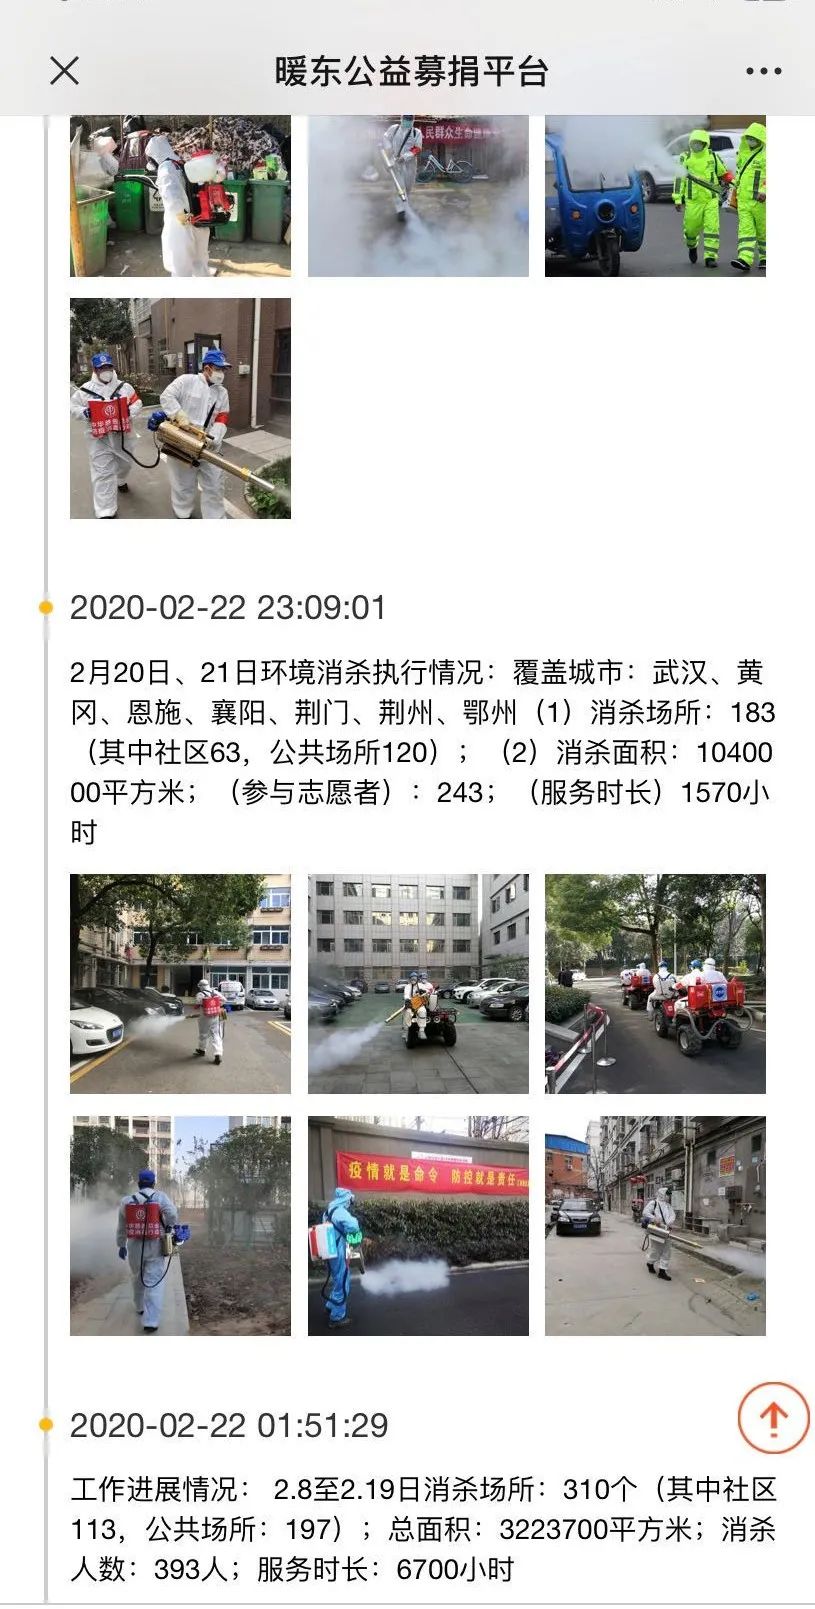 暖东公益募捐平台
人民群众生命
2020-02-22 23:09:01
2月20日、21日环境消杀执行情况：覆盖城市：武汉、黄
冈、恩施、襄阳、荆门、荆州、鄂州（1）消杀场所：183
（其中社区63，公共场所120）；（2）消杀面积：10400
00平方米；（参与志愿者）：243；（服务时长）1570小
时
疫情就是命令 防控就是责任
2020-02-22 01:51:29
工作进展情况： 2.8至2.19日消杀场所：310个（其中社区
113，公共场所：197）；总面积：3223700平方米；消杀
人数：393人；服务时长：6700小时